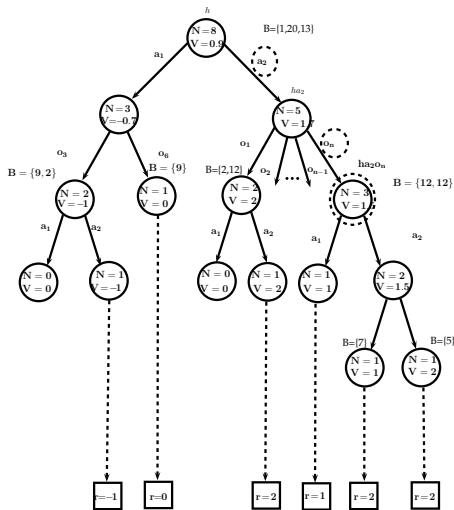 h
B={1,20,13}
N=8
V=0.9
a₁
a₂
ha₂
N=3
V=-0.7
N=5
V=1.7
o₃
o₆
o₁
o₂
...
oₙ₋₁
oₙ
ha₂oₙ
B = {9,2}
B = {9}
B={2,12}
B = {12,12}
N=2
V=-1
N=1
V=0
N=2
V=2
N=3
V=1
a₁
a₂
a₁
a₂
a₁
a₂
N=0
V=0
N=1
V=-1
N=0
V=0
N=1
V=2
N=1
V=1
N=2
V=1.5
B={7}
B={5}
N=1
V=1
N=1
V=2
r=-1
r=0
r=2
r=1
r=2
r=2